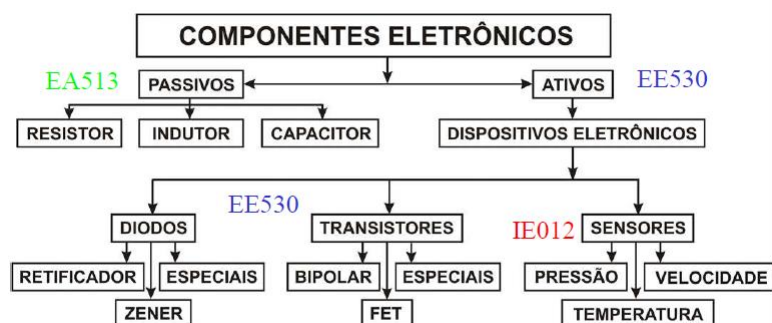 COMPONENTES ELETRÔNICOS
EA513 PASSIVOS ATIVOS EE530
RESISTOR INDUTOR CAPACITOR DISPOSITIVOS ELETRÔNICOS
EE530
DIODOS TRANSISTORES IE012 SENSORES
RETIFICADOR ESPECIAIS BIPOLAR ESPECIAIS PRESSÃO VELOCIDADE
ZENER FET TEMPERATURA